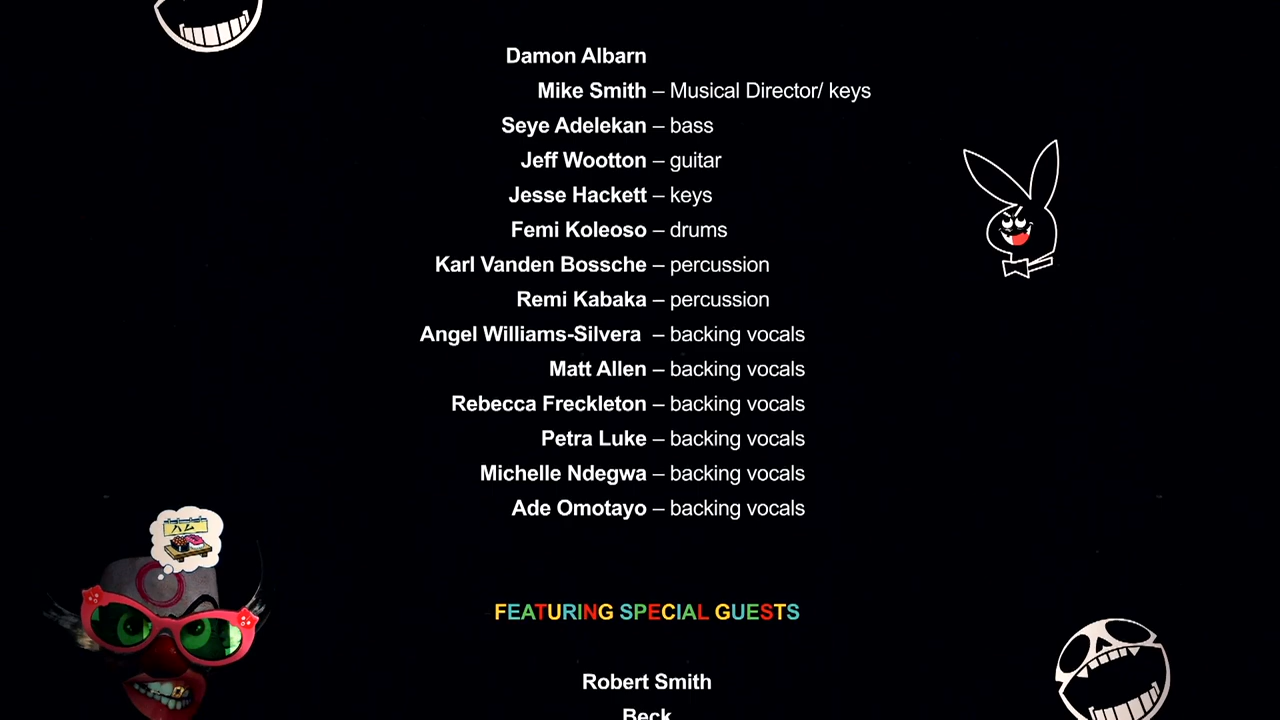 Damon Albarn
Mike Smith – Musical Director/ keys
Seye Adelekan – bass
Jeff Wootton – guitar
Jesse Hackett – keys
Femi Koleoso – drums
Karl Vanden Bossche – percussion
Remi Kabaka – percussion
Angel Williams-Silvera – backing vocals
Matt Allen – backing vocals
Rebecca Freckleton – backing vocals
Petra Luke – backing vocals
Michelle Ndegwa – backing vocals
Ade Omotayo – backing vocals
ハム
FEATURING SPECIAL GUESTS
Robert Smith
Beck